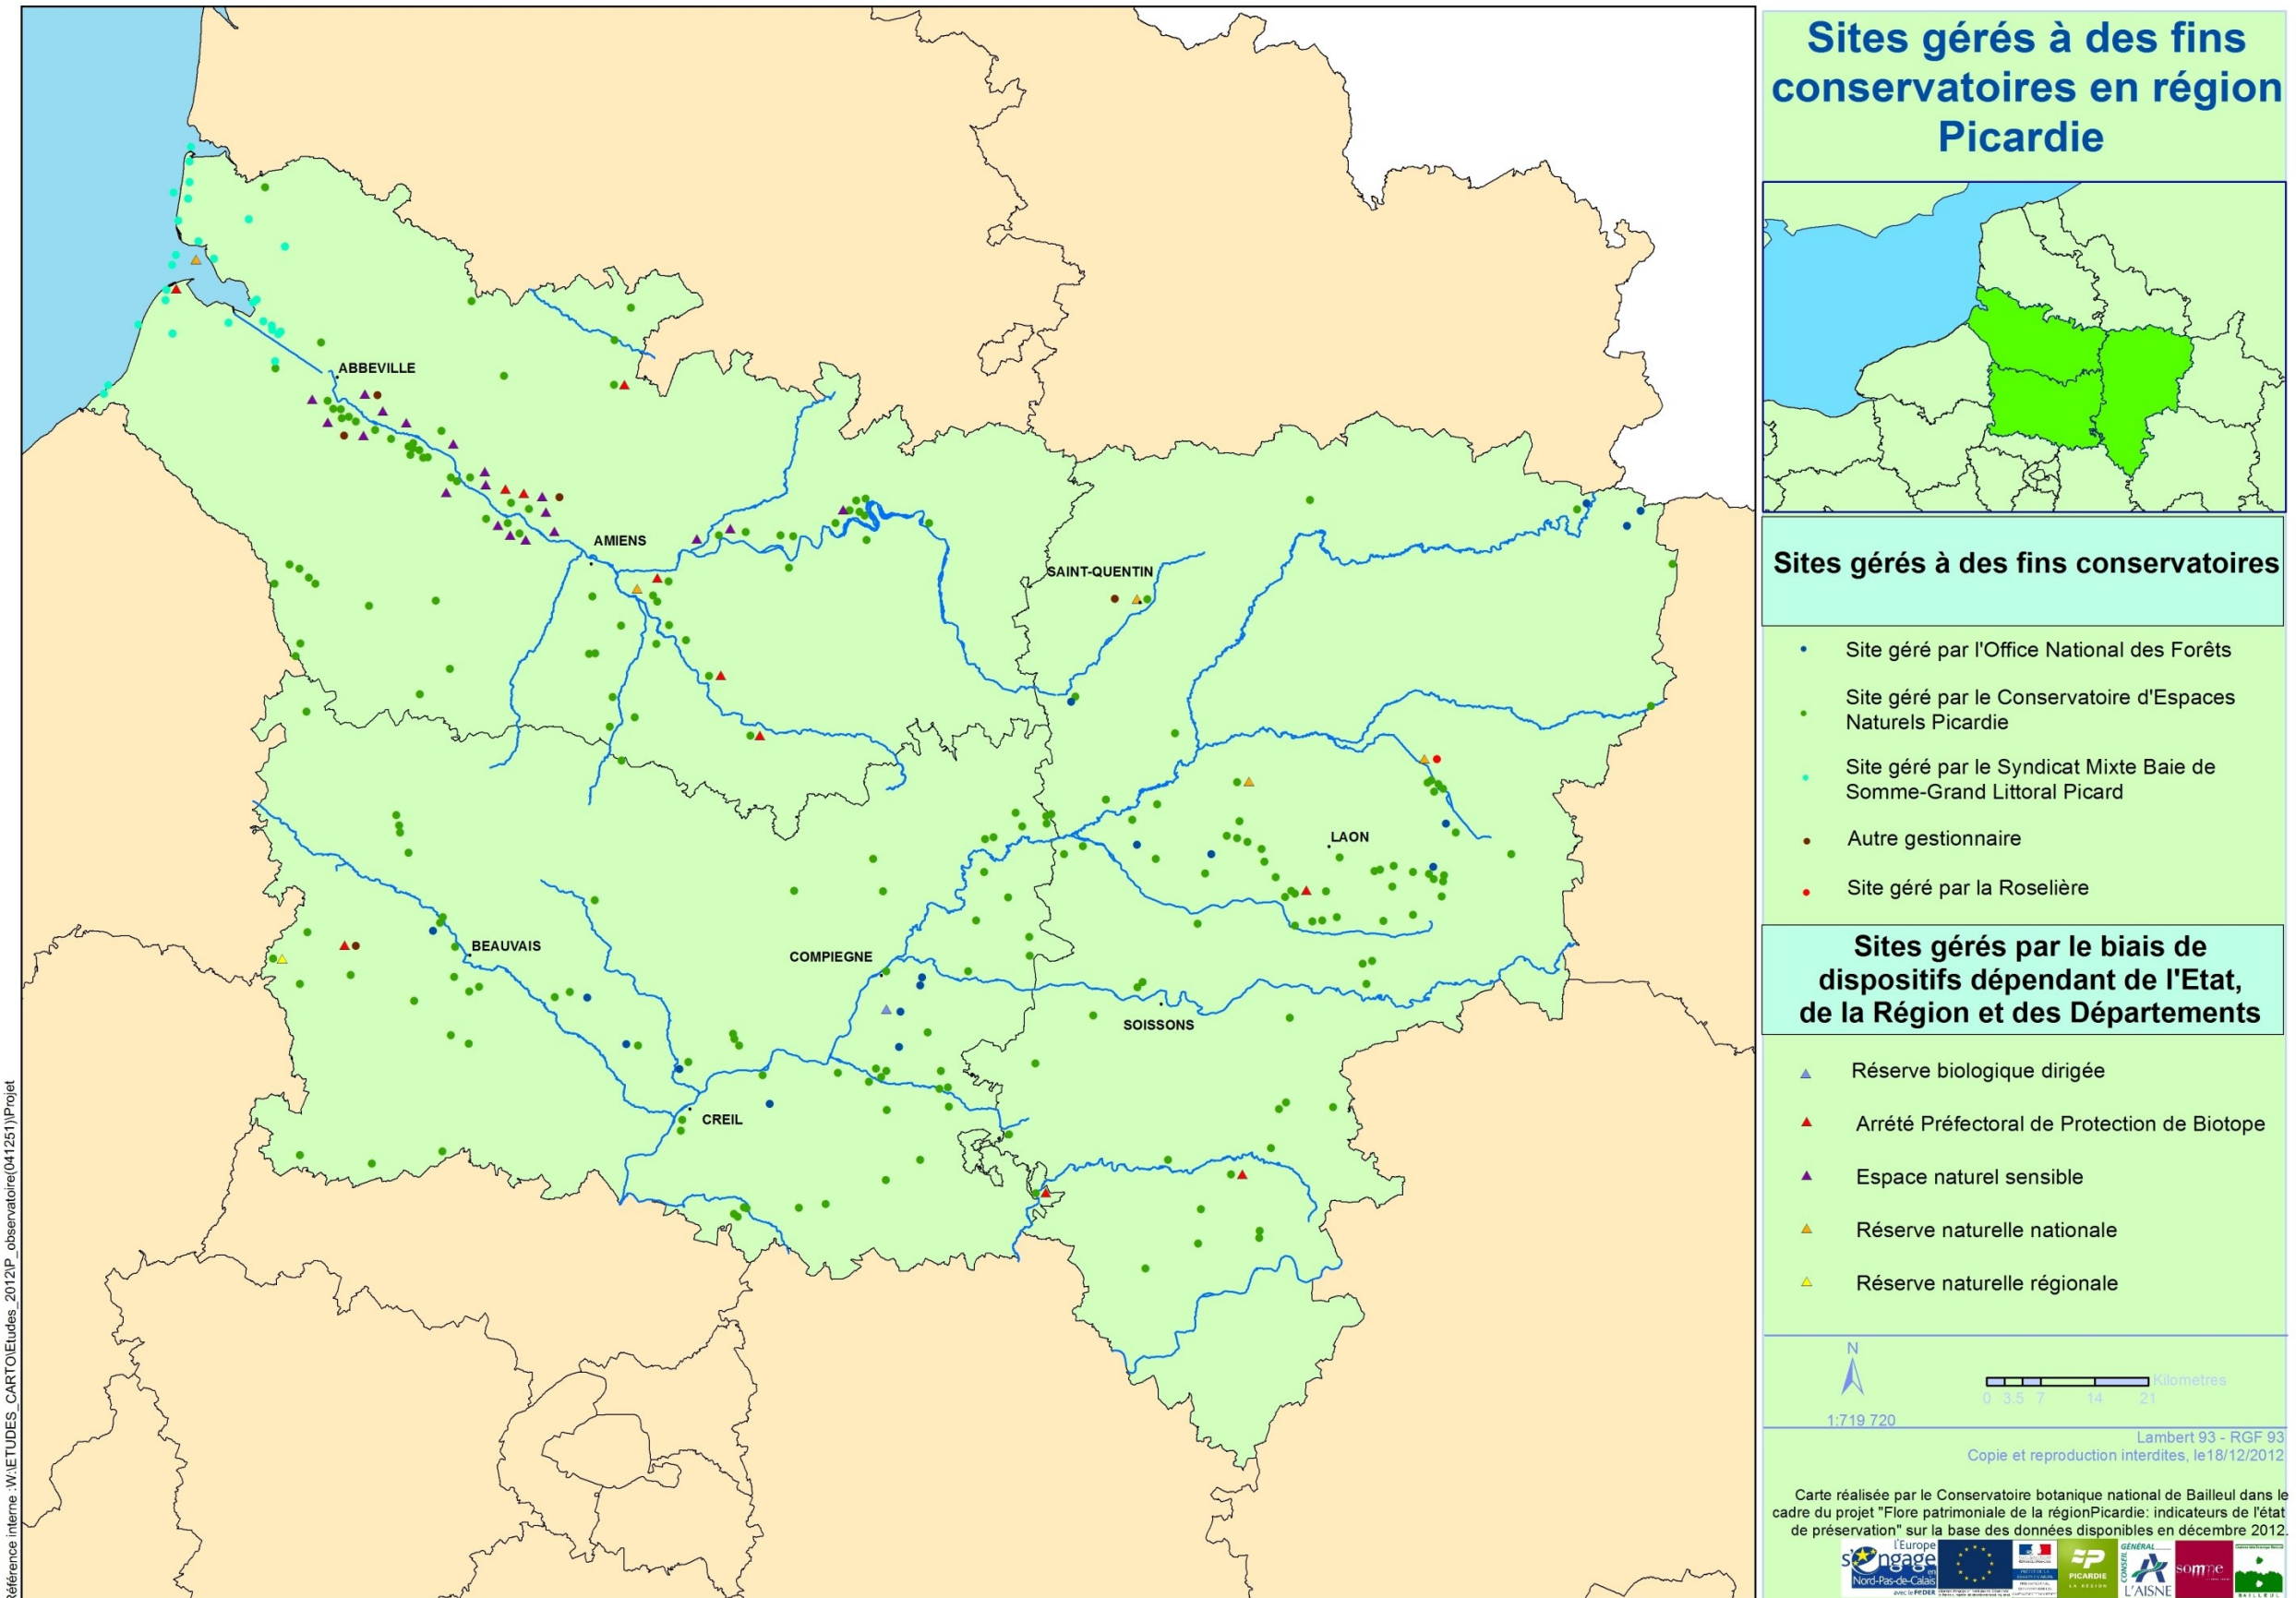 Sites gérés à des fins
conservatoires en région
Picardie
ABBEVILLE
AMIENS
SAINT-QUENTIN
LAON
BEAUVAIS
COMPIEGNE
SOISSONS
CREIL
Sites gérés à des fins conservatoires
Site géré par l'Office National des Forêts
Site géré par le Conservatoire d'Espaces
Naturels Picardie
Site géré par le Syndicat Mixte Baie de
Somme-Grand Littoral Picard
Autre gestionnaire
Site géré par la Roselière
Sites gérés par le biais de
dispositifs dépendant de l'Etat,
de la Région et des Départements
Réserve biologique dirigée
Arrété Préfectoral de Protection de Biotope
Espace naturel sensible
Réserve naturelle nationale
Réserve naturelle régionale
N
1:719 720
Kilometres
0 3.5 7 14 21
Lambert 93 - RGF 93
Copie et reproduction interdites, le18/12/2012
Carte réalisée par le Conservatoire botanique national de Bailleul dans le
cadre du projet "Flore patrimoniale de la régionPicardie: indicateurs de l'état
de préservation" sur la base des données disponibles en décembre 2012.
l'Europe
s'engage
en
Nord-Pas-de-Calais
avec le FEDER
PICARDIE
LA RÉGION
CONSEIL GÉNÉRAL
L'AISNE
somme
BAILLEUL
Référence interne :W:\ETUDES_CARTO\Etudes_2012\P_observatoire(041251)\Projet